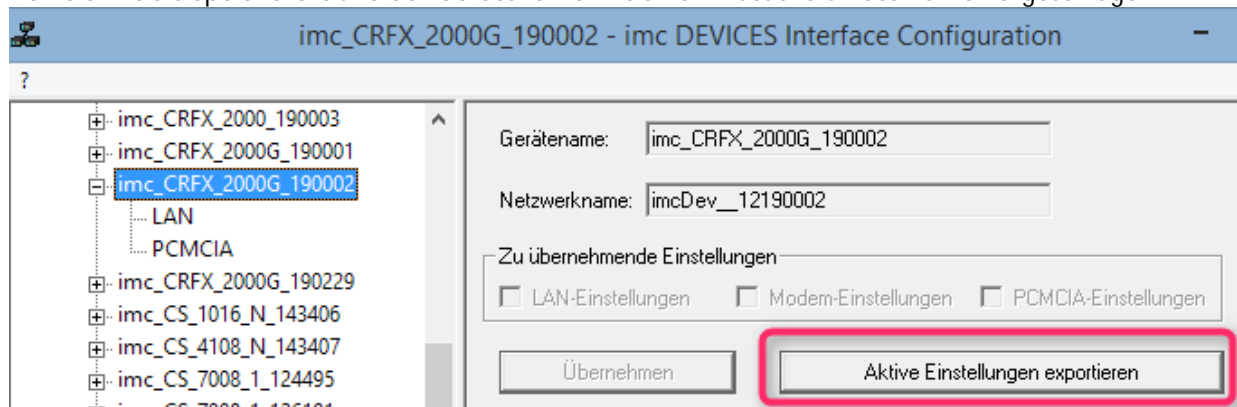 imc_CRFX_2000G_190002 - imc DEVICES Interface Configuration
?
imc_CRFX_2000_190003
imc_CRFX_2000G_190001
imc_CRFX_2000G_190002
LAN
PCMCIA
imc_CRFX_2000G_190229
imc_CS_1016_N_143406
imc_CS_4108_N_143407
imc_CS_7008_1_124495
Gerätename: imc_CRFX_2000G_190002
Netzwerkname: imcDev__12190002
Zu übernehmende Einstellungen
LAN-Einstellungen Modem-Einstellungen PCMCIA-Einstellungen
Übernehmen Aktive Einstellungen exportieren